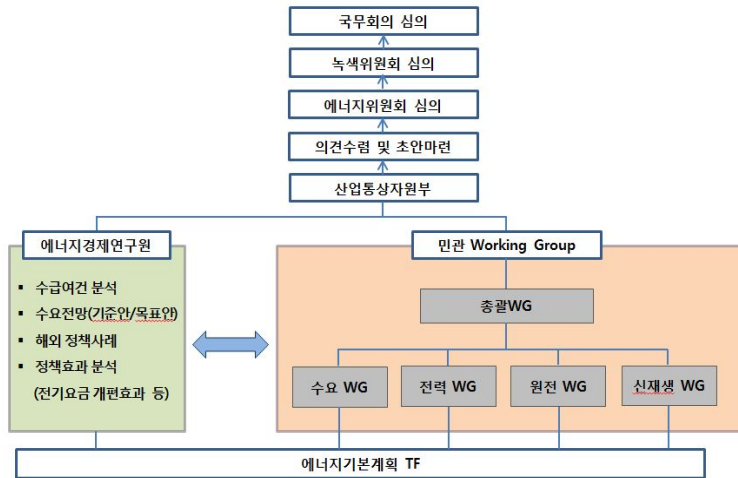 국무회의 심의
녹색위원회 심의
에너지위원회 심의
의견수렴 및 초안마련
산업통상자원부
에너지경제연구원
▪ 수급여건 분석
▪ 수요전망(기준안/목표안)
▪ 해외 정책사례
▪ 정책효과 분석
(전기요금 개편효과 등)
민관 Working Group
총괄WG
수요 WG
전력 WG
원전 WG
신재생 WG
에너지기본계획 TF